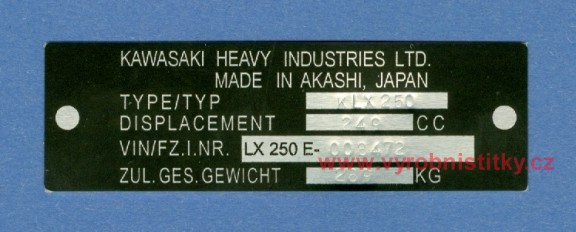 KAWASAKI HEAVY INDUSTRIES LTD.
MADE IN AKASHI, JAPAN
TYPE/TYP KLX250
DISPLACEMENT 249 CC
VIN/FZ.I.NR. LX 250 E-003472
www.vyrobnistitky.cz
ZUL.GES.GEWICHT KG